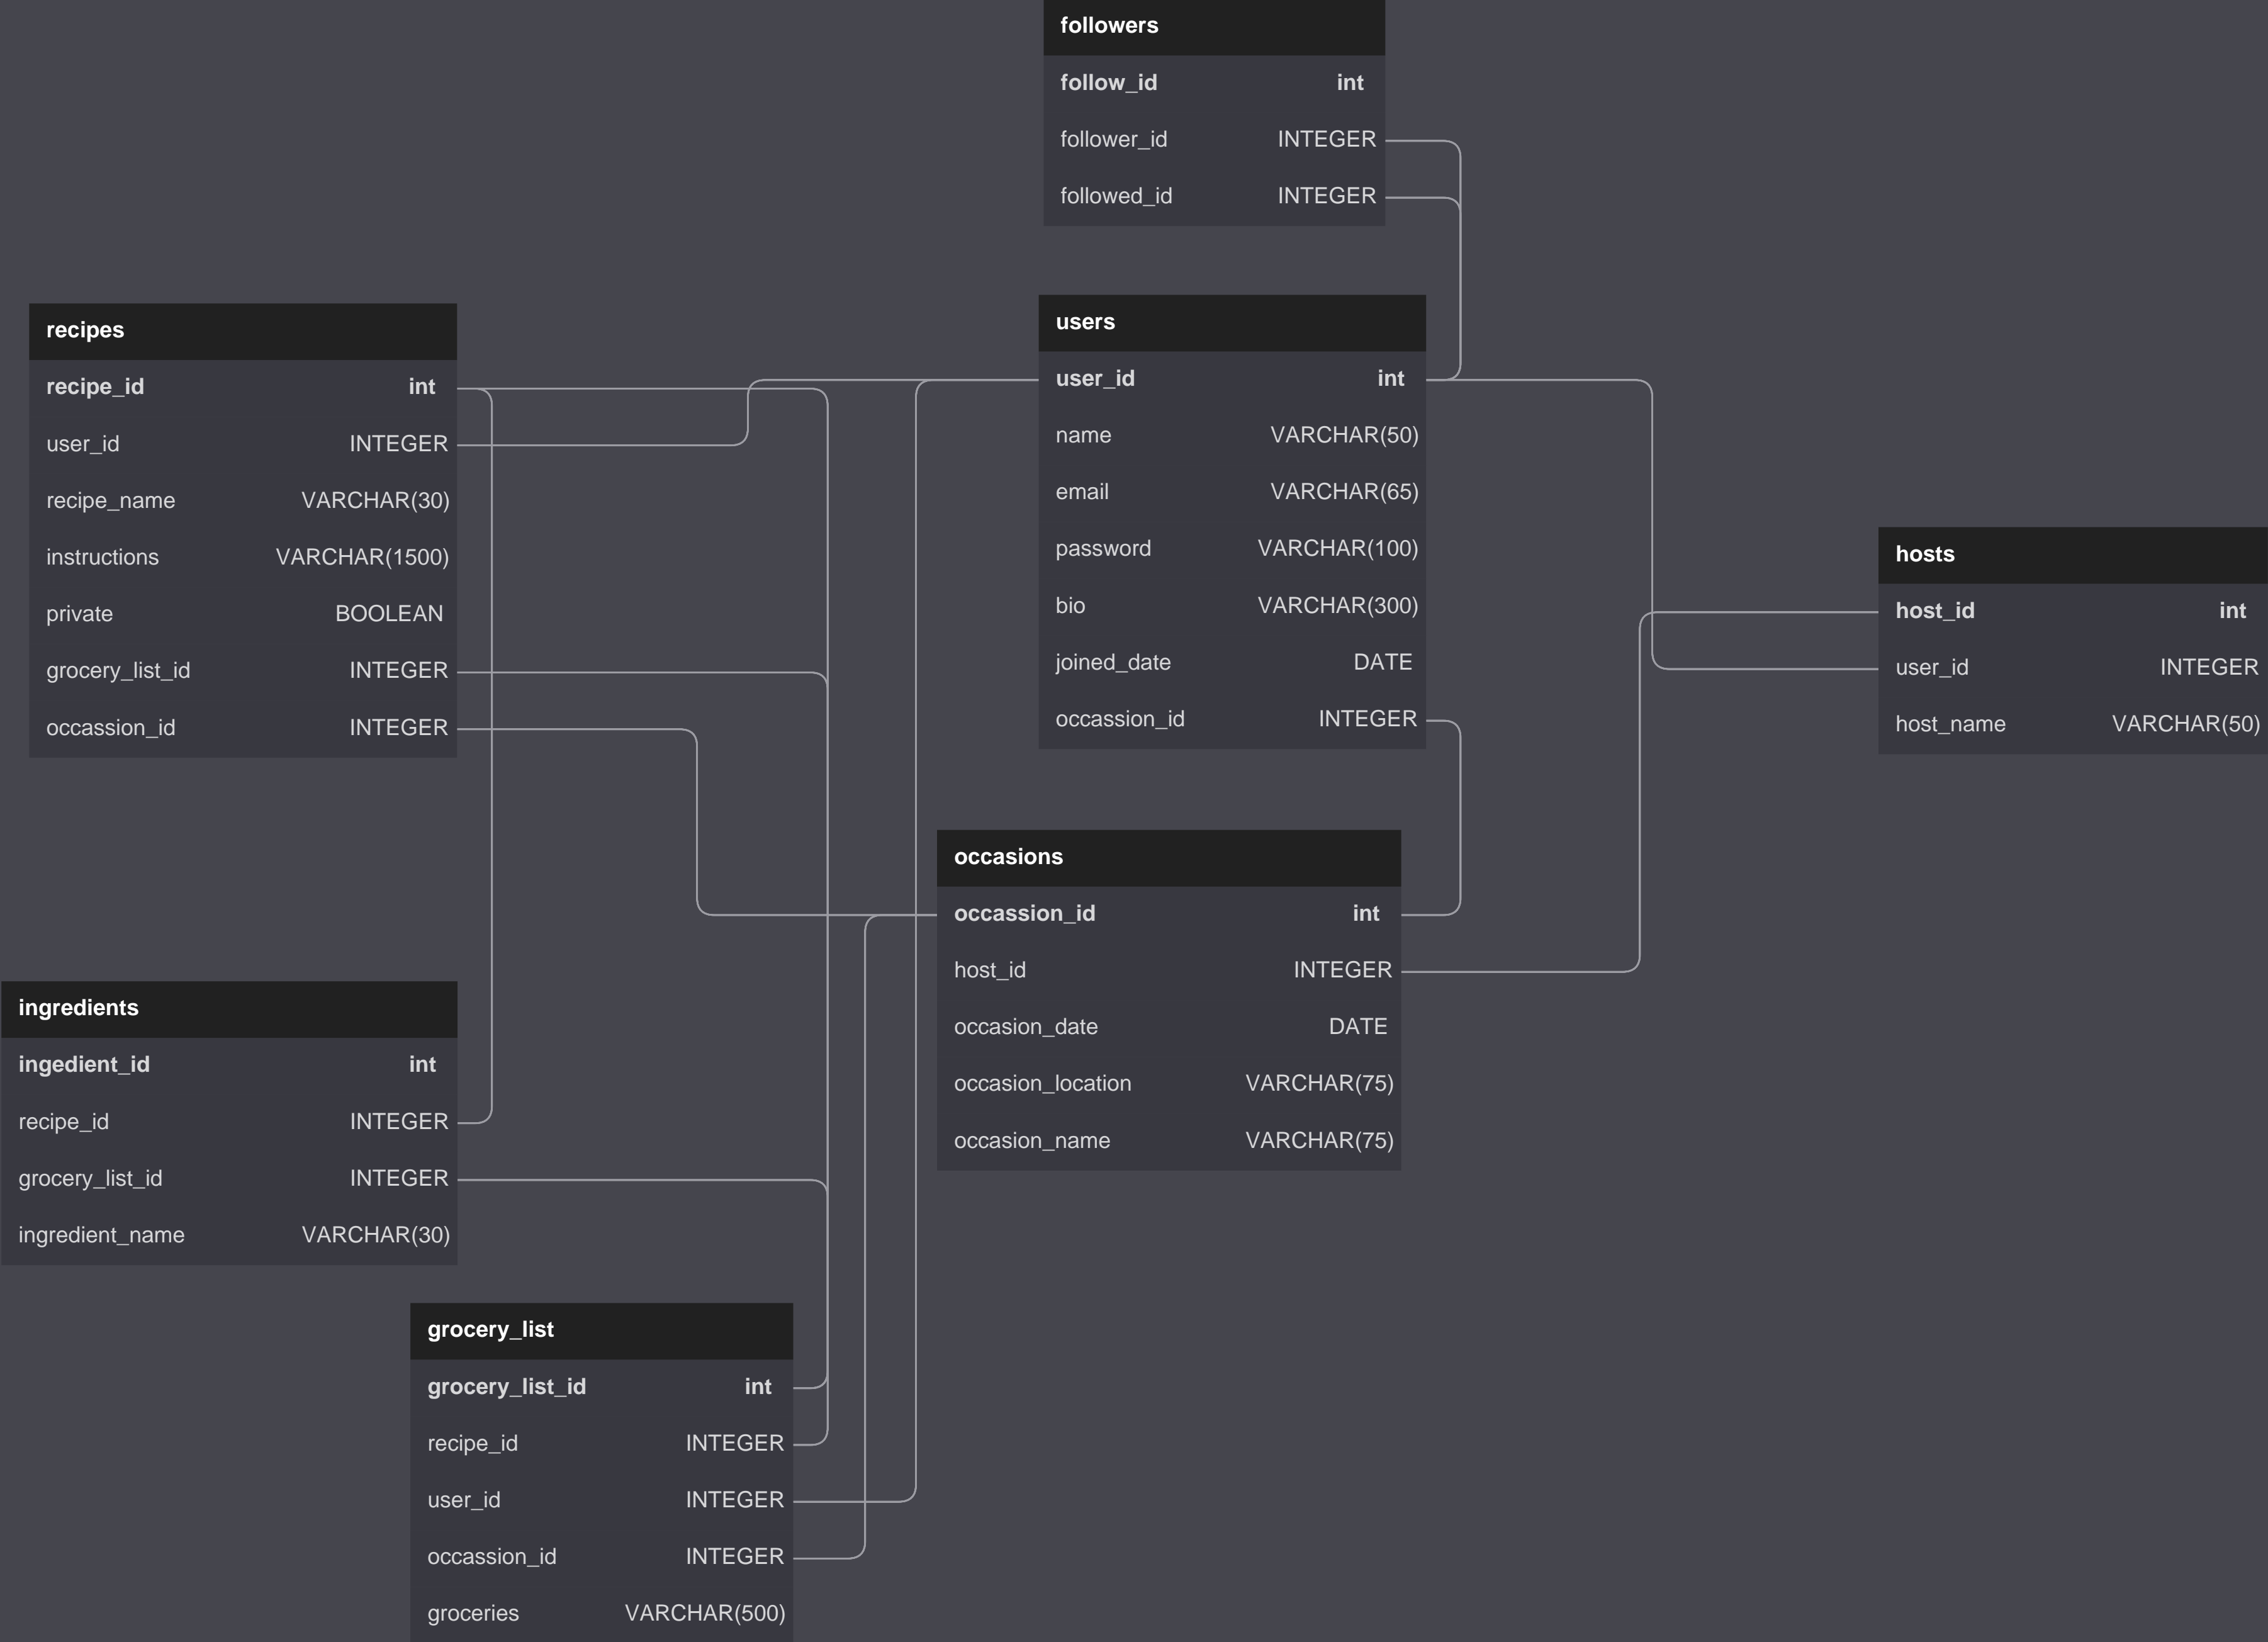 followers
follow_id int
follower_id INTEGER
followed_id INTEGER
recipes
recipe_id int
user_id INTEGER
recipe_name VARCHAR(30)
instructions VARCHAR(1500)
private BOOLEAN
grocery_list_id INTEGER
occassion_id INTEGER
users
user_id int
name VARCHAR(50)
email VARCHAR(65)
password VARCHAR(100)
bio VARCHAR(300)
joined_date DATE
occassion_id INTEGER
hosts
host_id int
user_id INTEGER
host_name VARCHAR(50)
occasions
occassion_id int
host_id INTEGER
occasion_date DATE
occasion_location VARCHAR(75)
occasion_name VARCHAR(75)
ingredients
ingedient_id int
recipe_id INTEGER
grocery_list_id INTEGER
ingredient_name VARCHAR(30)
grocery_list
grocery_list_id int
recipe_id INTEGER
user_id INTEGER
occassion_id INTEGER
groceries VARCHAR(500)